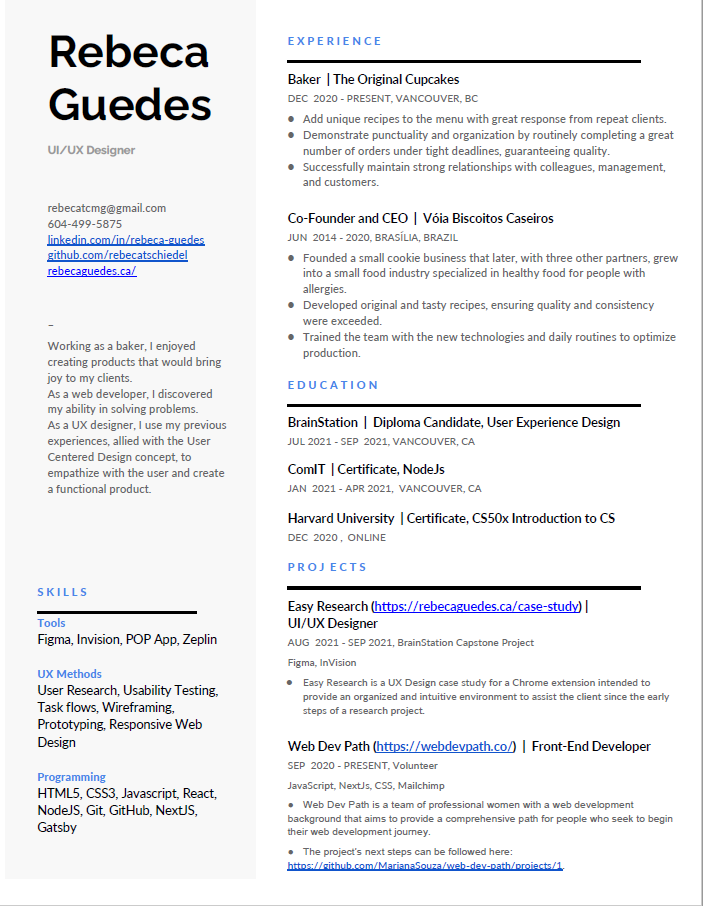 Rebeca
Guedes
UI/UX Designer
rebecatcmg@gmail.com
604-499-5875
linkedin.com/in/rebeca-guedes
github.com/rebecatschiedel
rebecaguedes.ca/
–
Working as a baker, I enjoyed
creating products that would bring
joy to my clients.
As a web developer, I discovered
my ability in solving problems.
As a UX designer, I use my previous
experiences, allied with the User
Centered Design concept, to
empathize with the user and create
a functional product.
SKILLS
Tools
Figma, Invision, POP App, Zeplin
UX Methods
User Research, Usability Testing,
Task flows, Wireframing,
Prototyping, Responsive Web
Design
Programming
HTML5, CSS3, Javascript, React,
NodeJS, Git, GitHub, NextJS,
Gatsby
EXPERIENCE
Baker | The Original Cupcakes
DEC 2020 - PRESENT, VANCOUVER, BC
● Add unique recipes to the menu with great response from repeat clients.
● Demonstrate punctuality and organization by routinely completing a great
number of orders under tight deadlines, guaranteeing quality.
● Successfully maintain strong relationships with colleagues, management,
and customers.
Co-Founder and CEO | Vóia Biscoitos Caseiros
JUN 2014 - 2020, BRASÍLIA, BRAZIL
● Founded a small cookie business that later, with three other partners, grew
into a small food industry specialized in healthy food for people with
allergies.
● Developed original and tasty recipes, ensuring quality and consistency
were exceeded.
● Trained the team with the new technologies and daily routines to optimize
production.
EDUCATION
BrainStation | Diploma Candidate, User Experience Design
JUL 2021 - SEP 2021, VANCOUVER, CA
ComIT | Certificate, NodeJs
JAN 2021 - APR 2021, VANCOUVER, CA
Harvard University | Certificate, CS50x Introduction to CS
DEC 2020 , ONLINE
PROJECTS
Easy Research (https://rebecaguedes.ca/case-study) |
UI/UX Designer
AUG 2021 - SEP 2021, BrainStation Capstone Project
Figma, InVision
● Easy Research is a UX Design case study for a Chrome extension intended to
provide an organized and intuitive environment to assist the client since the early
steps of a research project.
Web Dev Path (https://webdevpath.co/) | Front-End Developer
SEP 2020 - PRESENT, Volunteer
JavaScript, NextJs, CSS, Mailchimp
● Web Dev Path is a team of professional women with a web development
background that aims to provide a comprehensive path for people who seek to begin
their web development journey.
● The project's next steps can be followed here:
https://github.com/MarianaSouza/web-dev-path/projects/1.